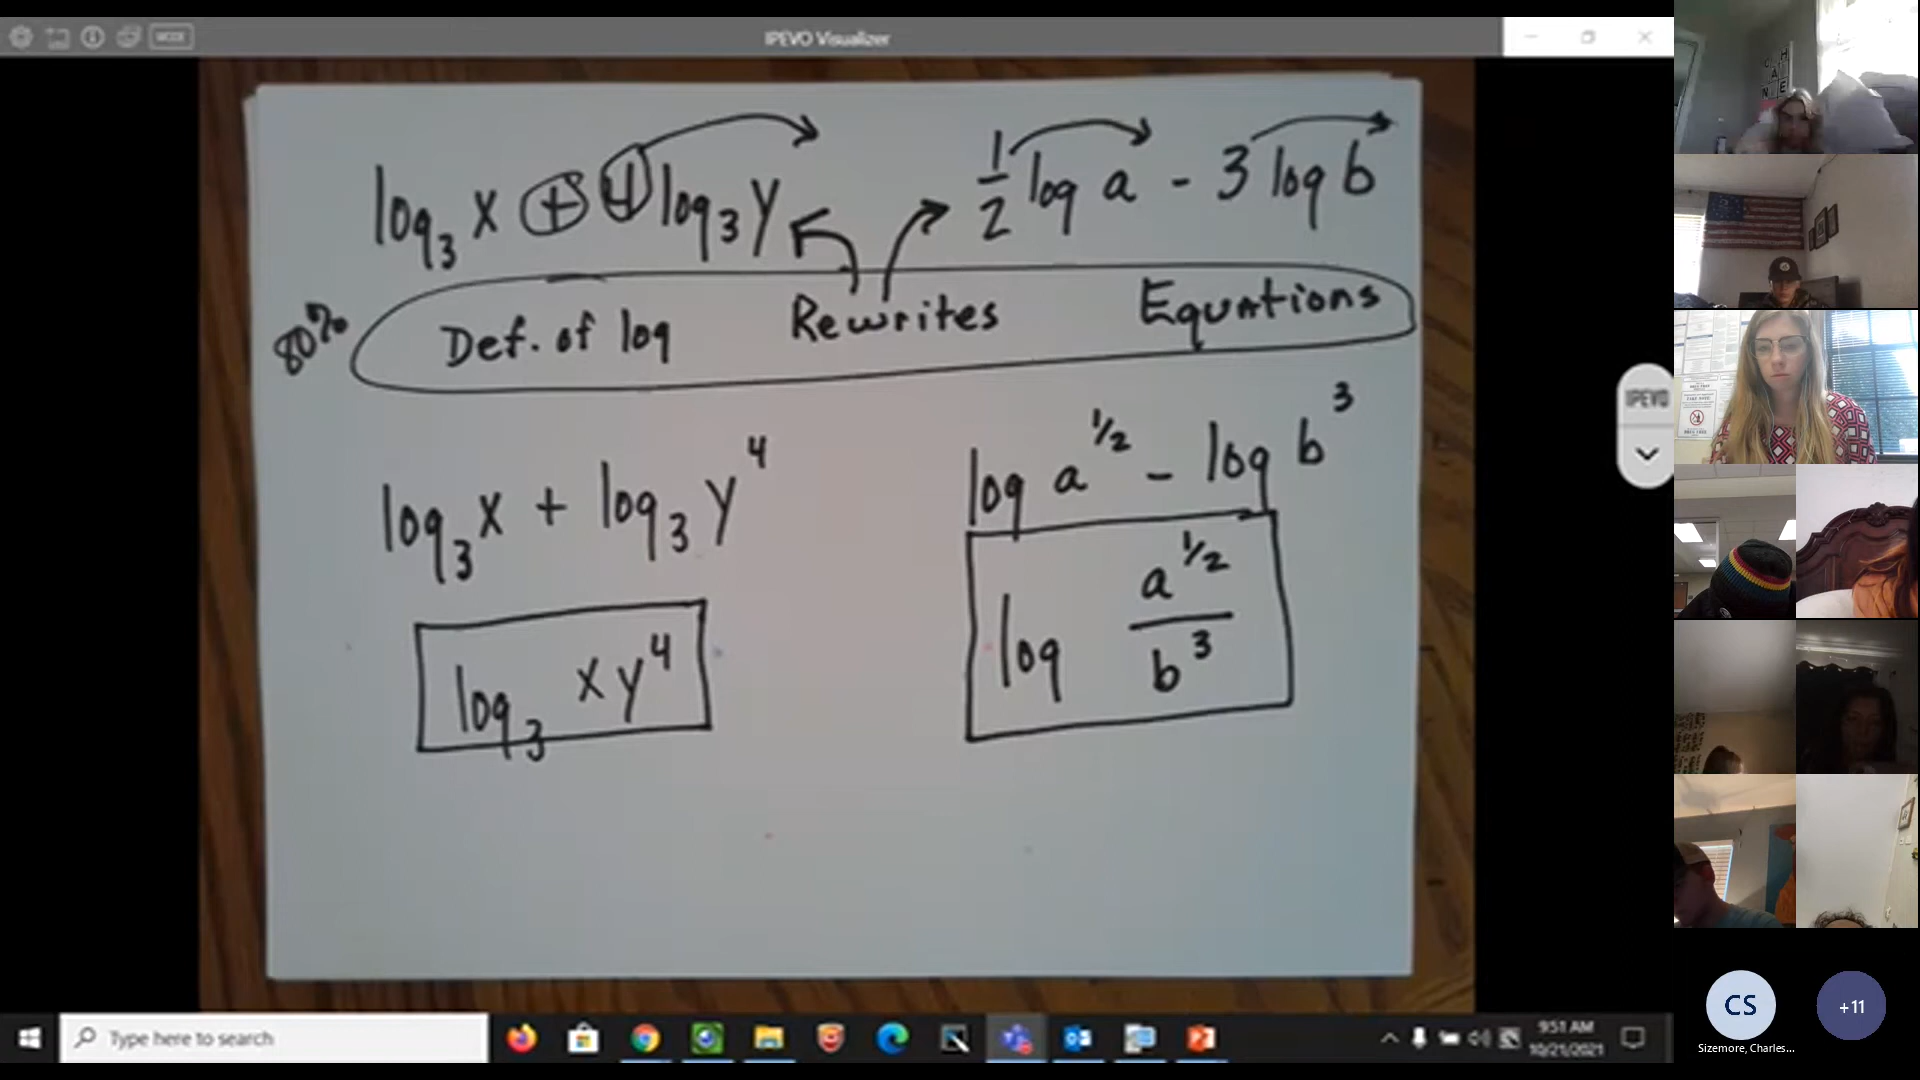 IPEVO Visualizer
MODE
log₃ x + 4 log₃ y
1/2 log a - 3 log b
80%
Def. of log Rewrites Equations
log₃ x + log₃ y⁴
log a^1/2 - log b³
log₃ xy⁴
log a^1/2 / b³
IPEVO
Type here to search
9:51 AM
10/21/2021
CS
+11
Sizemore, Charles...